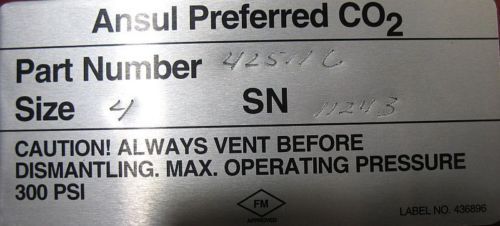 Ansul Preferred CO2
Part Number
Size 4 SN 11243
CAUTION! ALWAYS VENT BEFORE
DISMANTLING. MAX. OPERATING PRESSURE
300 PSI
FM
APPROVED
LABEL NO. 436896